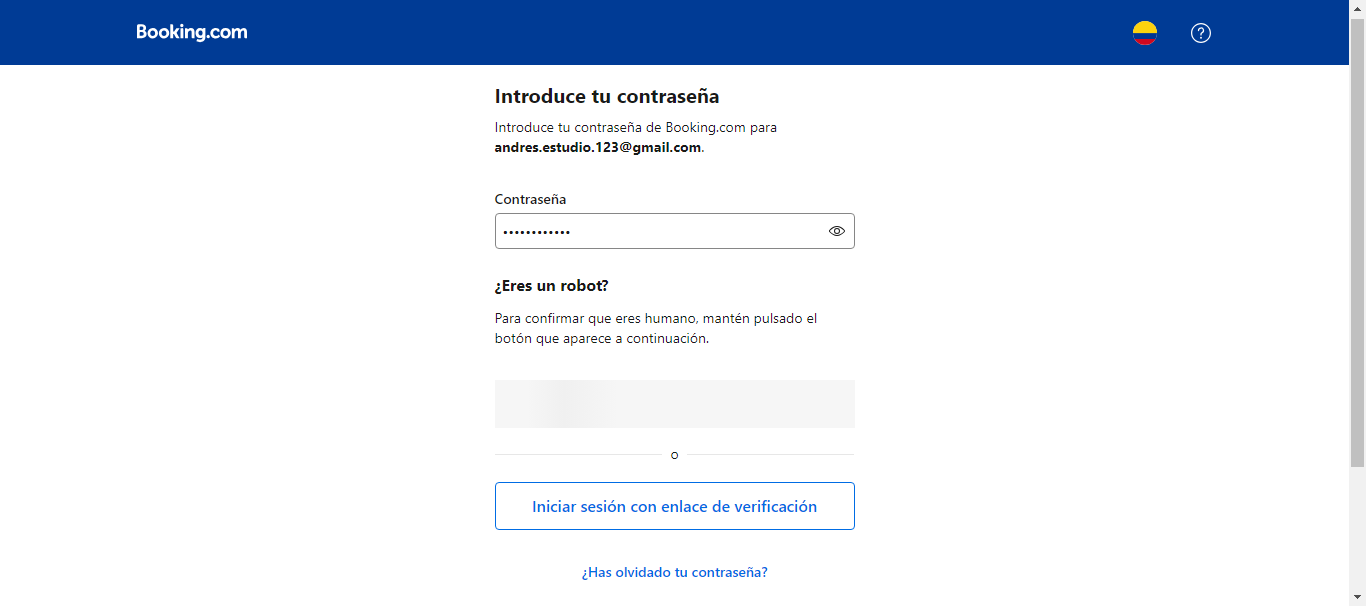 Booking.com
Introduce tu contraseña
Introduce tu contraseña de Booking.com para
andres.estudio.123@gmail.com.
Contraseña
••••••••••••
¿Eres un robot?
Para confirmar que eres humano, mantén pulsado el
botón que aparece a continuación.
o
Iniciar sesión con enlace de verificación
¿Has olvidado tu contraseña?